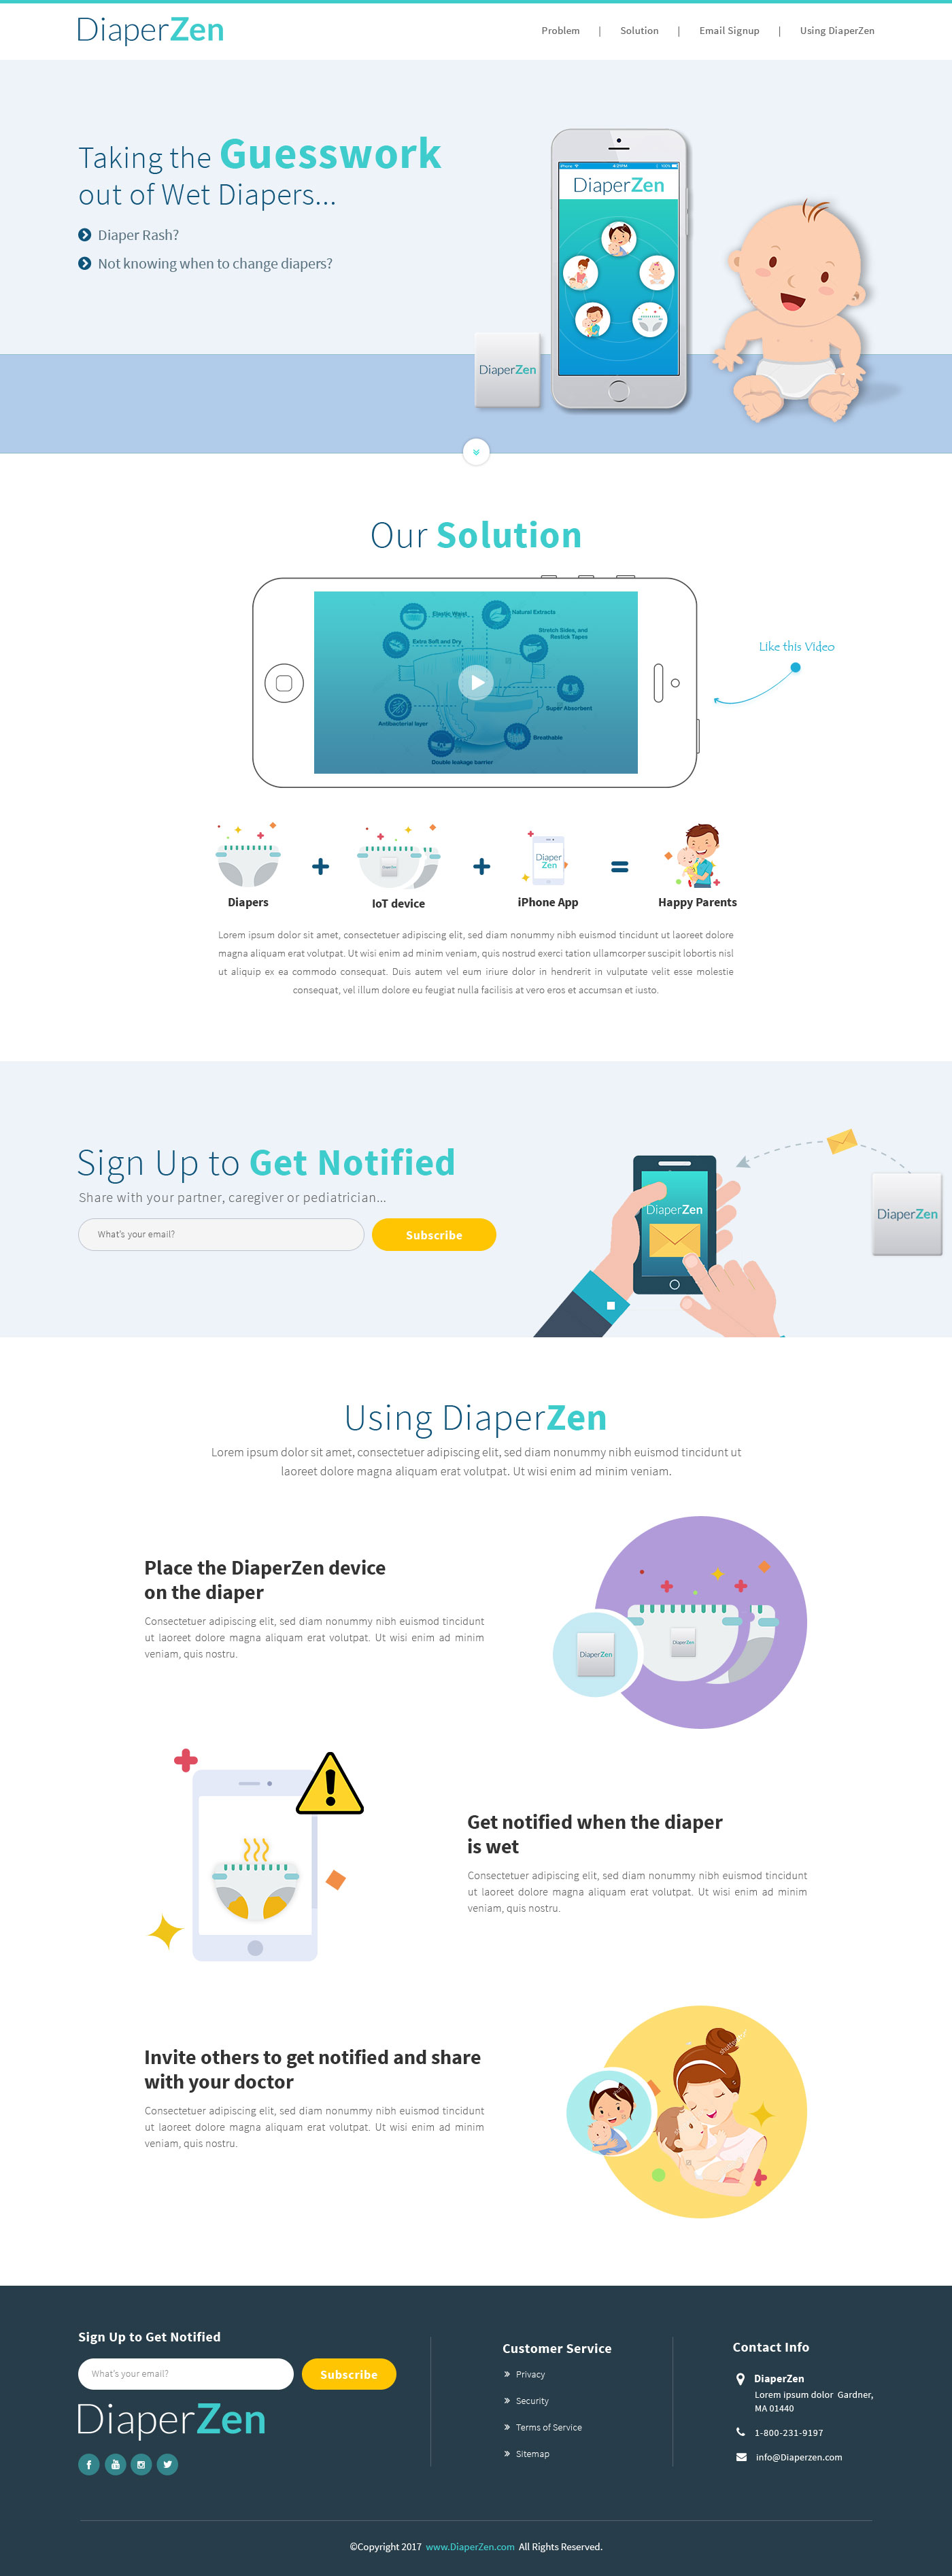 DiaperZen
Problem | Solution | Email Signup | Using DiaperZen
Taking the Guesswork
out of Wet Diapers...
Diaper Rash?
Not knowing when to change diapers?
iPhone 4:21PM 100%
DiaperZen
DiaperZen
Our Solution
Elastic Waist
Natural Extracts
Extra Soft and Dry
Stretch Sides, and
Restick Tapes
Super Absorbent
Antibacterial layer
Breathable
Double leakage barrier
Like this Video
Diaper
Zen
Diapers
IoT device
iPhone App
Happy Parents
Lorem ipsum dolor sit amet, consectetuer adipiscing elit, sed diam nonummy nibh euismod tincidunt ut laoreet dolore
magna aliquam erat volutpat. Ut wisi enim ad minim veniam, quis nostrud exerci tation ullamcorper suscipit lobortis nisl
ut aliquip ex ea commodo consequat. Duis autem vel eum iriure dolor in hendrerit in vulputate velit esse molestie
consequat, vel illum dolore eu feugiat nulla facilisis at vero eros et accumsan et iusto.
Sign Up to Get Notified
Share with your partner, caregiver or pediatrician...
What's your email?
Subscribe
DiaperZen
DiaperZen
Using DiaperZen
Lorem ipsum dolor sit amet, consectetuer adipiscing elit, sed diam nonummy nibh euismod tincidunt ut
laoreet dolore magna aliquam erat volutpat. Ut wisi enim ad minim veniam.
Place the DiaperZen device
on the diaper
Consectetuer adipiscing elit, sed diam nonummy nibh euismod tincidunt
ut laoreet dolore magna aliquam erat volutpat. Ut wisi enim ad minim
veniam, quis nostru.
DiaperZen
DiaperZen
Get notified when the diaper
is wet
Consectetuer adipiscing elit, sed diam nonummy nibh euismod tincidunt
ut laoreet dolore magna aliquam erat volutpat. Ut wisi enim ad minim
veniam, quis nostru.
Invite others to get notified and share
with your doctor
Consectetuer adipiscing elit, sed diam nonummy nibh euismod tincidunt
ut laoreet dolore magna aliquam erat volutpat. Ut wisi enim ad minim
veniam, quis nostru.
Sign Up to Get Notified
What's your email?
Subscribe
DiaperZen
Customer Service
Privacy
Security
Terms of Service
Sitemap
Contact Info
DiaperZen
Lorem ipsum dolor Gardner,
MA 01440
1-800-231-9197
info@Diaperzen.com
©Copyright 2017 www.DiaperZen.com All Rights Reserved.